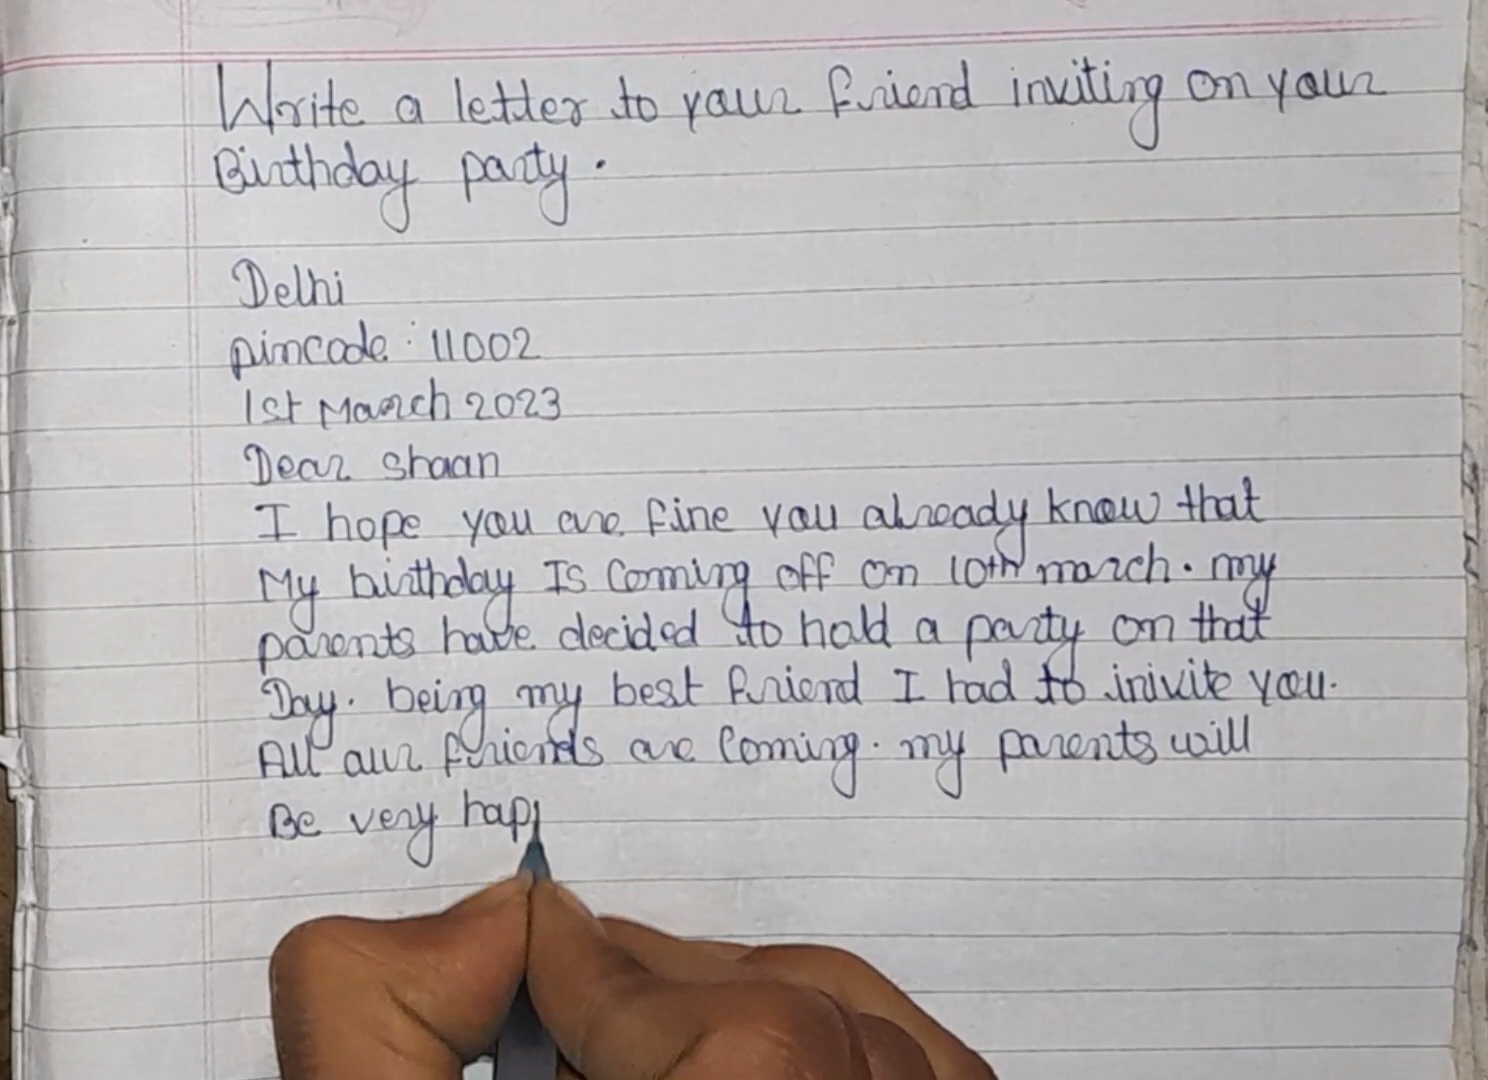 Write a letter to your friend inviting on your
Birthday party.
Delhi
pincode: 11002
1st March 2023
Dear shaan
I hope you are fine you already know that
My birthday Is Coming off on 10th march. my
parents have decided to hold a party on that
Day. being my best friend I had to inivite you.
All our friends are Coming. my parents will
Be very hap